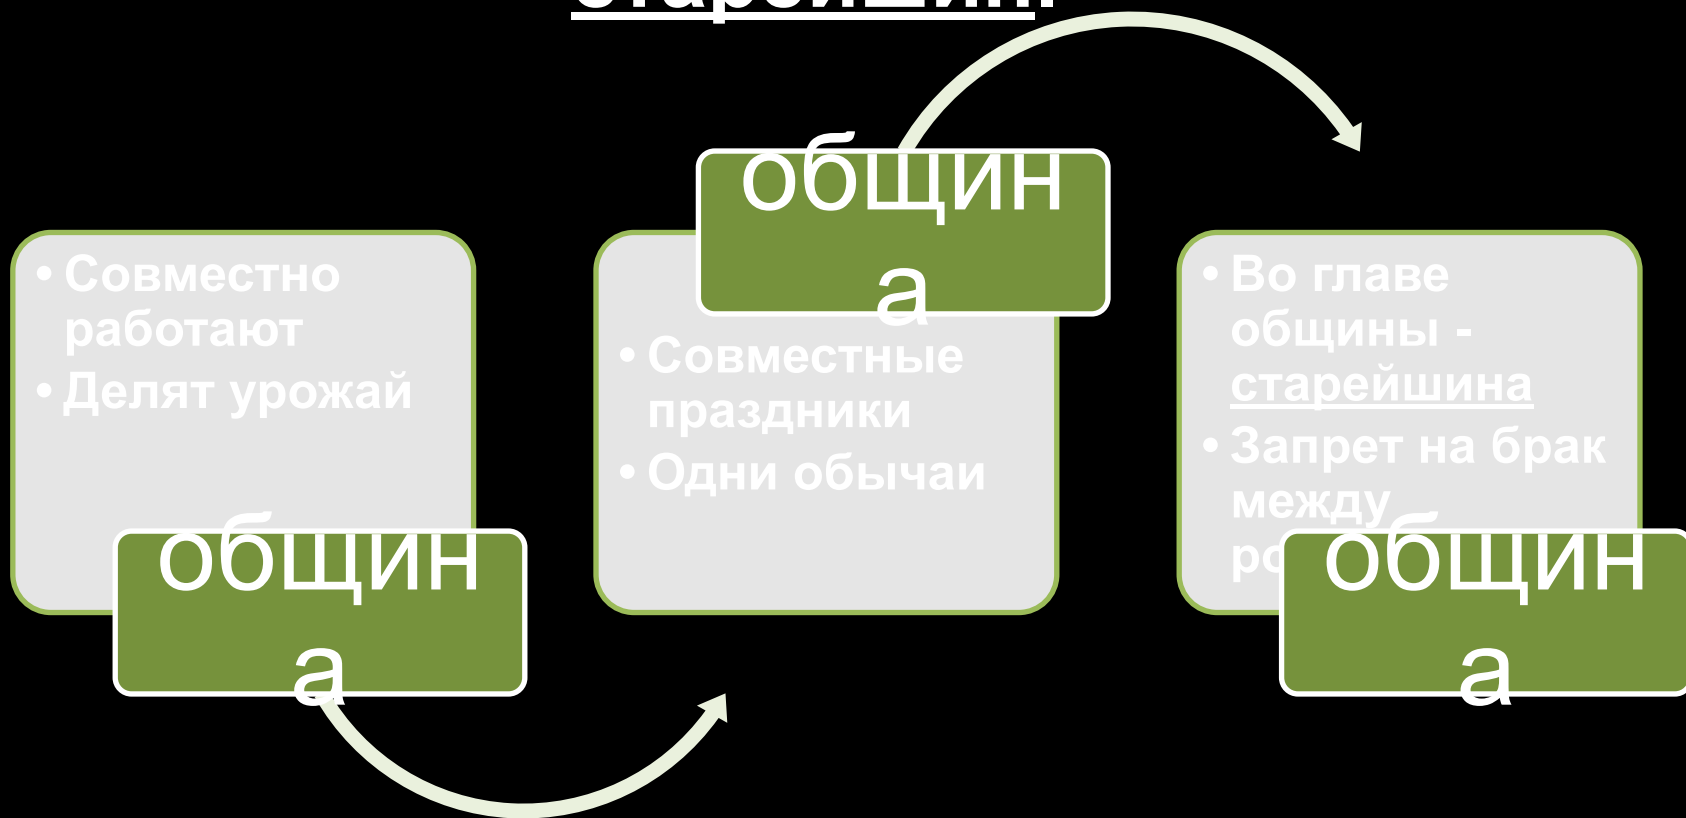 • Совместно
работают
• Делят урожай
общин
а
общин
а
• Совместные
праздники
• Одни обычаи
• Во главе
общины -
старейшина
• Запрет на брак
между
общин
а